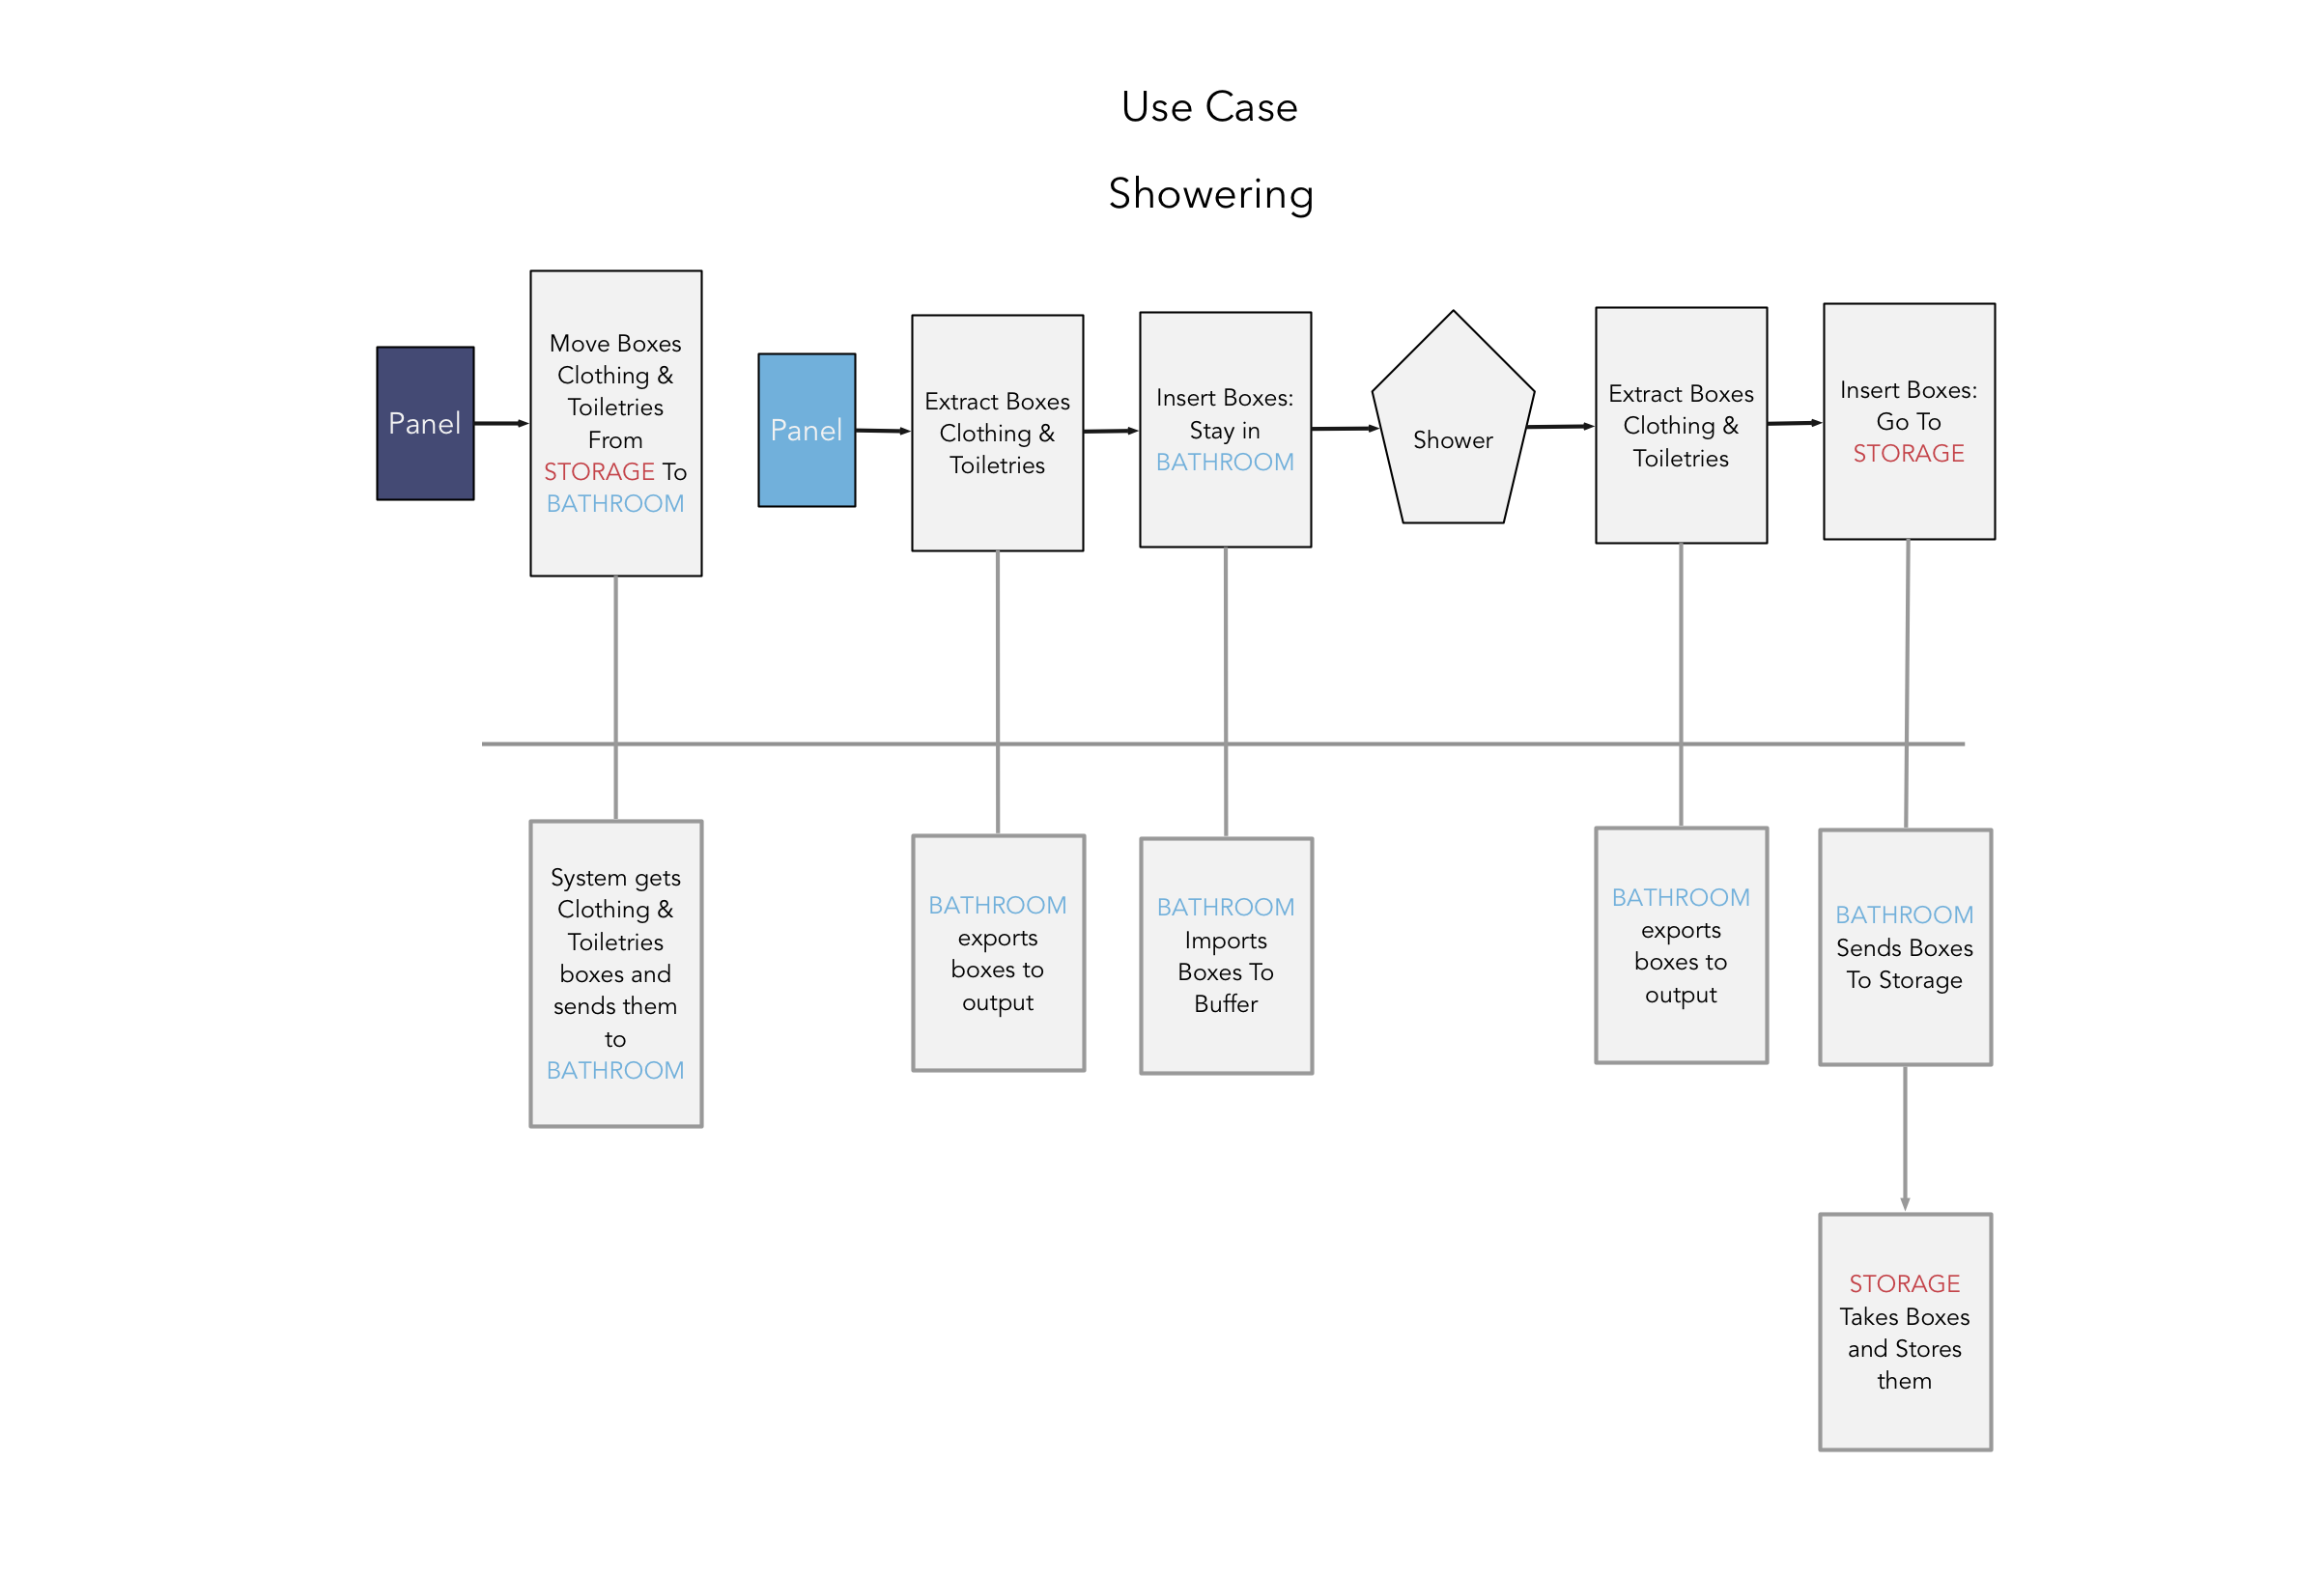 Use Case
Showering
Panel
Move Boxes
Clothing &
Toiletries
From
STORAGE To
BATHROOM
Panel
Extract Boxes
Clothing &
Toiletries
Insert Boxes:
Stay in
BATHROOM
Shower
Extract Boxes
Clothing &
Toiletries
Insert Boxes:
Go To
STORAGE
System gets
Clothing &
Toiletries
boxes and
sends them
to
BATHROOM
BATHROOM
exports
boxes to
output
BATHROOM
Imports
Boxes To
Buffer
BATHROOM
exports
boxes to
output
BATHROOM
Sends Boxes
To Storage
STORAGE
Takes Boxes
and Stores
them